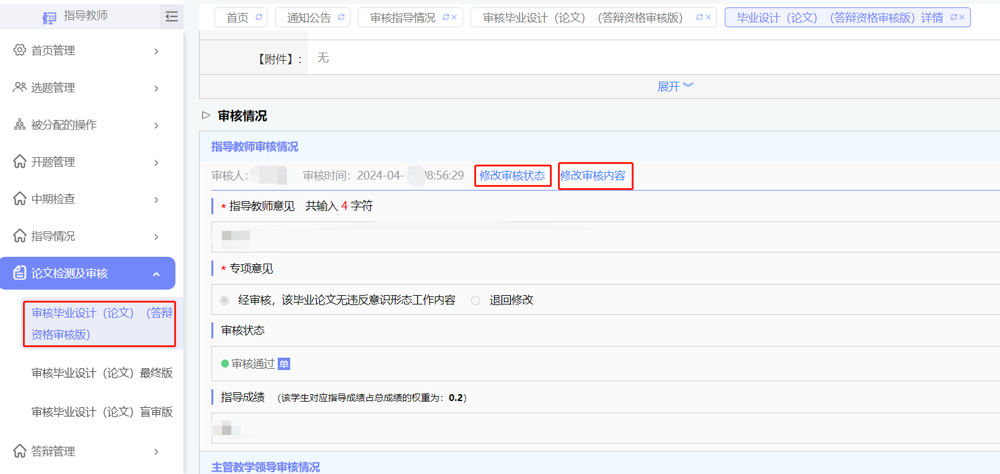 指导教师
首页
通知公告
审核指导情况
审核毕业设计（论文）（答辩资格审核版）
毕业设计（论文）（答辩资格审核版）详情
首页管理
选题管理
被分配的操作
开题管理
中期检查
指导情况
论文检测及审核
审核毕业设计（论文）（答辩
资格审核版）
审核毕业设计（论文）最终版
审核毕业设计（论文）盲审版
答辩管理
【附件】： 无
展开
审核情况
指导教师审核情况
审核人： 审核时间：2024-04- 8:56:29 修改审核状态 修改审核内容
* 指导教师意见 共输入 4 字符
* 专项意见
经审核，该毕业论文无违反意识形态工作内容 退回修改
审核状态
审核通过 单
指导成绩 （该学生对应指导成绩占总成绩的权重为：0.2）
主管教学领导审核情况